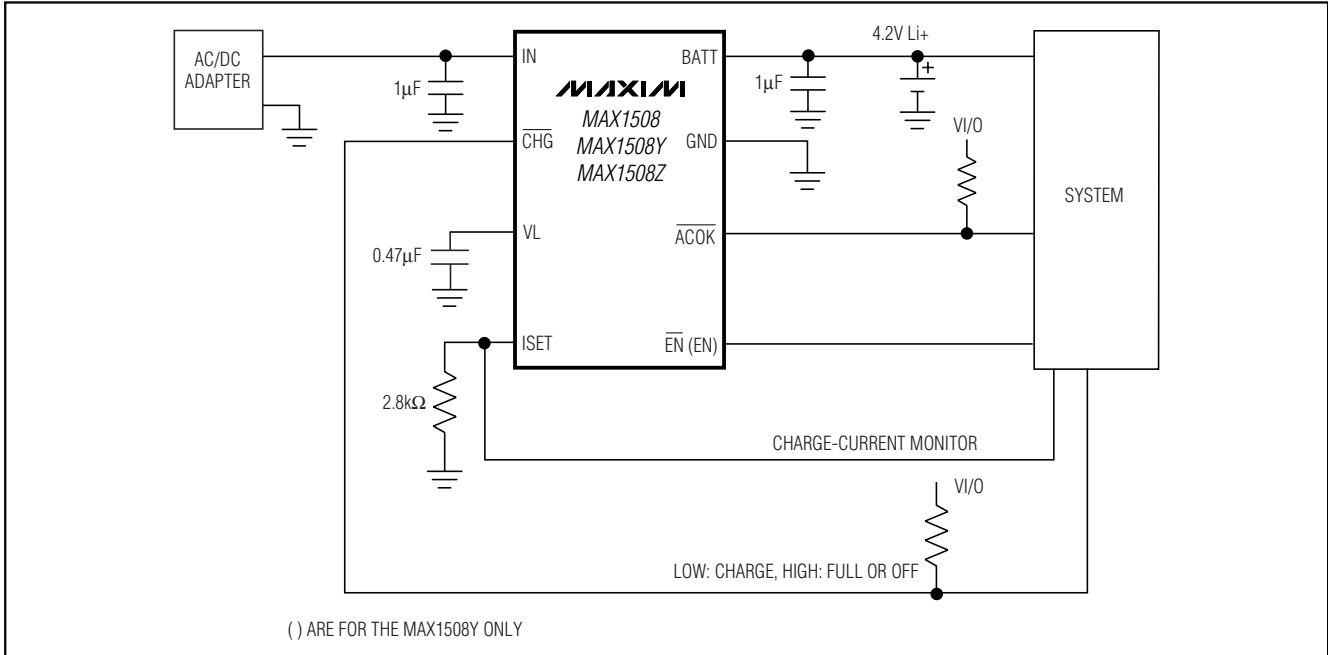 AC/DC
ADAPTER
1µF
IN
CHG
VL
0.47µF
ISET
2.8kΩ
MAXIM
MAX1508
MAX1508Y
MAX1508Z
BATT
GND
ACOK
EN (EN)
1µF
4.2V Li+
+
VI/O
SYSTEM
CHARGE-CURRENT MONITOR
VI/O
LOW: CHARGE, HIGH: FULL OR OFF
( ) ARE FOR THE MAX1508Y ONLY